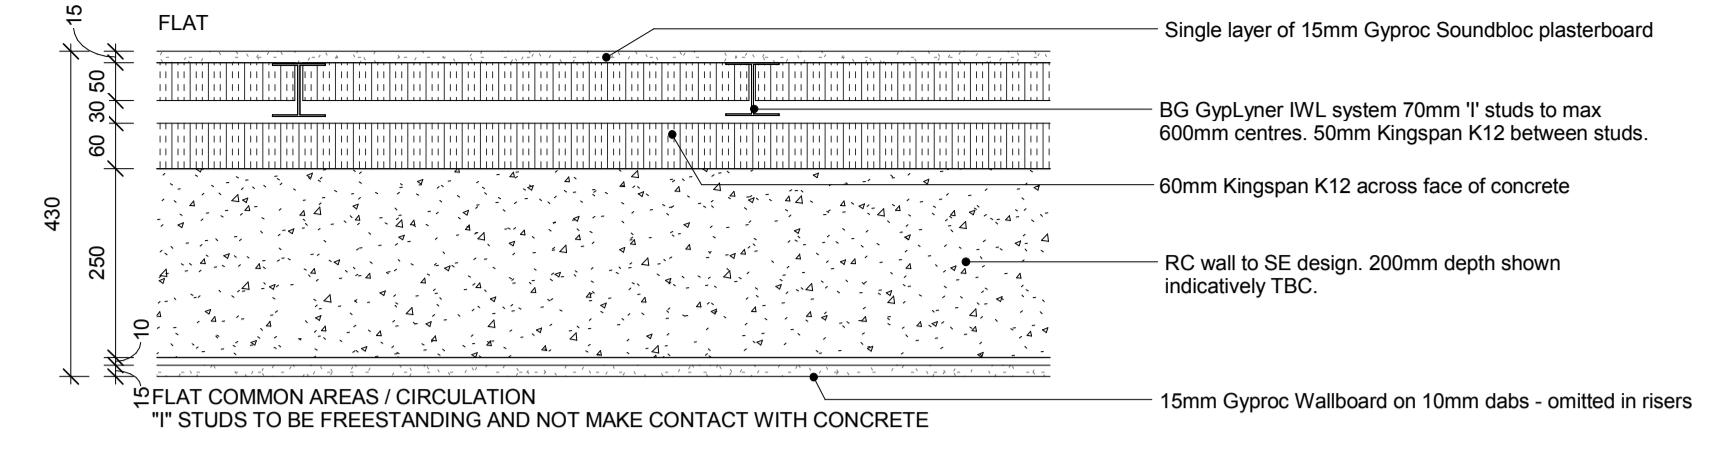 FLAT
15
50
30
60
430
250
10
15
Single layer of 15mm Gyproc Soundbloc plasterboard
BG GypLyner IWL system 70mm 'I' studs to max
600mm centres. 50mm Kingspan K12 between studs.
60mm Kingspan K12 across face of concrete
RC wall to SE design. 200mm depth shown
indicatively TBC.
15mm Gyproc Wallboard on 10mm dabs - omitted in risers
FLAT COMMON AREAS / CIRCULATION
"I" STUDS TO BE FREESTANDING AND NOT MAKE CONTACT WITH CONCRETE